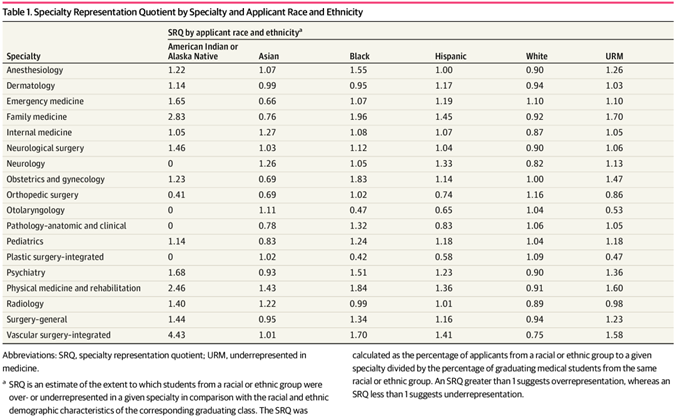 Table 1. Specialty Representation Quotient by Specialty and Applicant Race and Ethnicity
SRQ by applicant race and ethnicityᵃ
Specialty American Indian or Alaska Native Asian Black Hispanic White URM
Anesthesiology 1.22 1.07 1.55 1.00 0.90 1.26
Dermatology 1.14 0.99 0.95 1.17 0.94 1.03
Emergency medicine 1.65 0.66 1.07 1.19 1.10 1.10
Family medicine 2.83 0.76 1.96 1.45 0.92 1.70
Internal medicine 1.05 1.27 1.08 1.07 0.87 1.05
Neurological surgery 1.46 1.03 1.12 1.04 0.90 1.06
Neurology 0 1.26 1.05 1.33 0.82 1.13
Obstetrics and gynecology 1.23 0.69 1.83 1.14 1.00 1.47
Orthopedic surgery 0.41 0.69 1.02 0.74 1.16 0.86
Otolaryngology 0 1.11 0.47 0.65 1.04 0.53
Pathology-anatomic and clinical 0 0.78 1.32 0.83 1.06 1.05
Pediatrics 1.14 0.83 1.24 1.18 1.04 1.18
Plastic surgery-integrated 0 1.02 0.42 0.58 1.09 0.47
Psychiatry 1.68 0.93 1.51 1.23 0.90 1.36
Physical medicine and rehabilitation 2.46 1.43 1.84 1.36 0.91 1.60
Radiology 1.40 1.22 0.99 1.01 0.89 0.98
Surgery-general 1.44 0.95 1.34 1.16 0.94 1.23
Vascular surgery-integrated 4.43 1.01 1.70 1.41 0.75 1.58
Abbreviations: SRQ, specialty representation quotient; URM, underrepresented in
medicine.
ᵃ SRQ is an estimate of the extent to which students from a racial or ethnic group were
over- or underrepresented in a given specialty in comparison with the racial and ethnic
demographic characteristics of the corresponding graduating class. The SRQ was
calculated as the percentage of applicants from a racial or ethnic group to a given
specialty divided by the percentage of graduating medical students from the same
racial or ethnic group. An SRQ greater than 1 suggests overrepresentation, whereas an
SRQ less than 1 suggests underrepresentation.